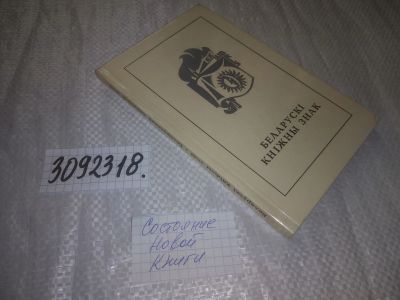 БЕЛАРУСКІ
КНІЖНЫ ЗНАК
3092318.
Состояние
Новой
Книги